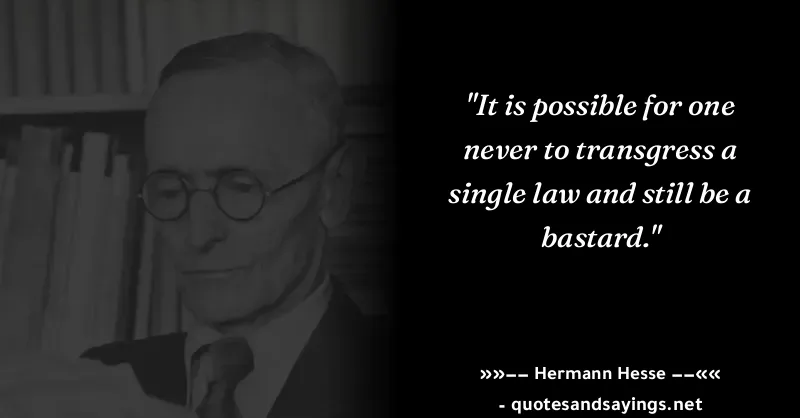 "It is possible for one
never to transgress a
single law and still be a
bastard."
»»−− Hermann Hesse −−««
- quotesandsayings.net